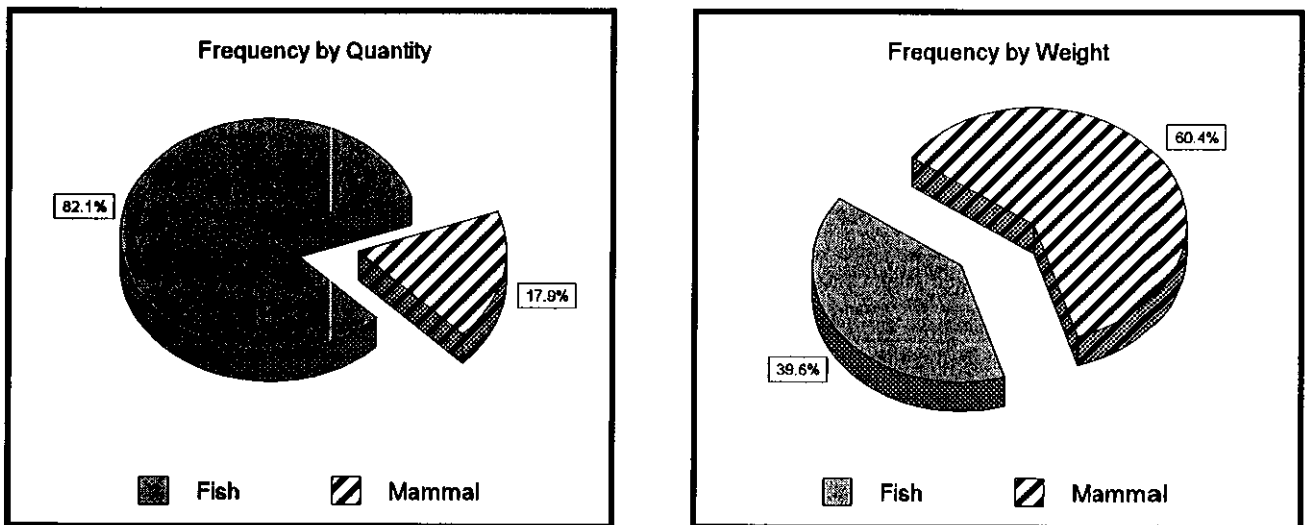 Frequency by Quantity
82.1%
17.9%
Fish
Mammal
Frequency by Weight
60.4%
39.6%
Fish
Mammal